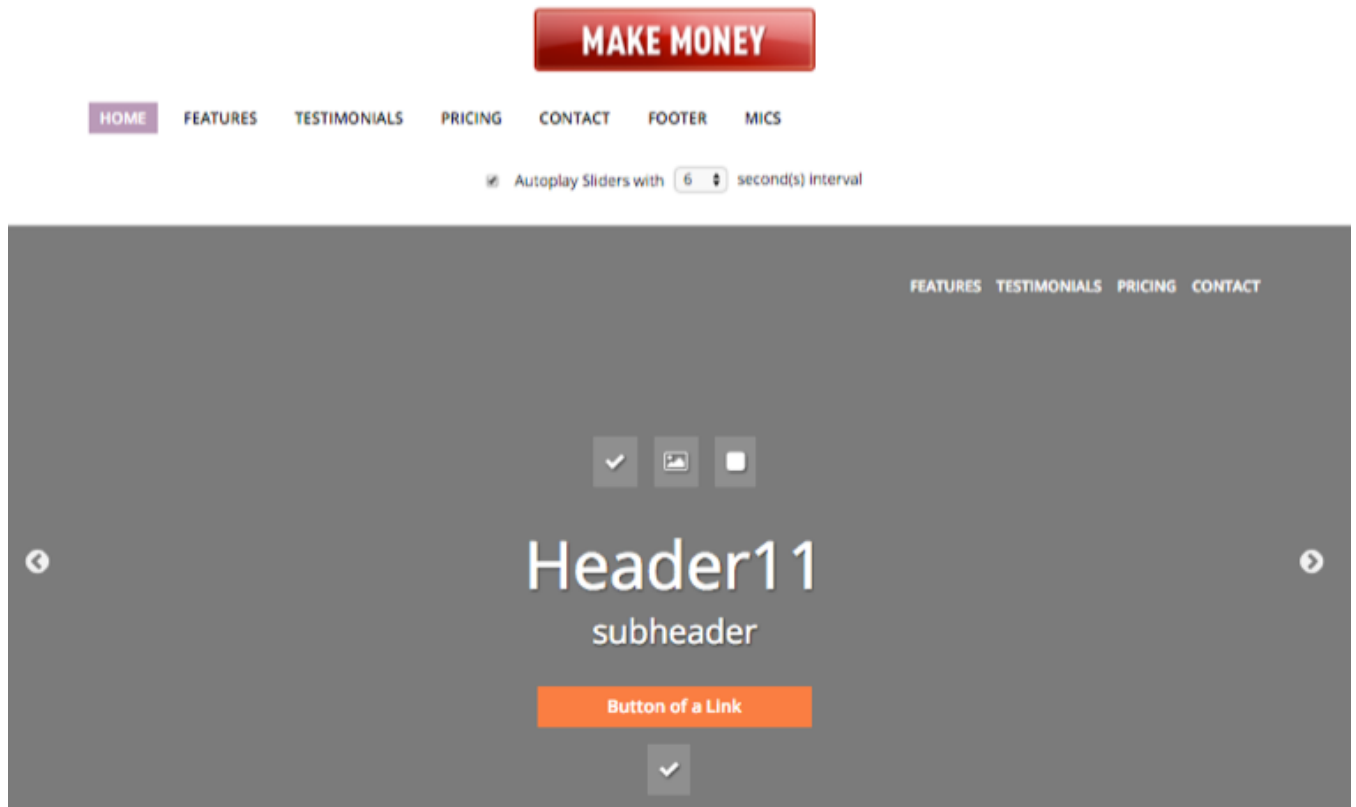 MAKE MONEY
HOME FEATURES TESTIMONIALS PRICING CONTACT FOOTER MICS
Autoplay Sliders with 6 second(s) interval
FEATURES TESTIMONIALS PRICING CONTACT
Header11
subheader
Button of a Link